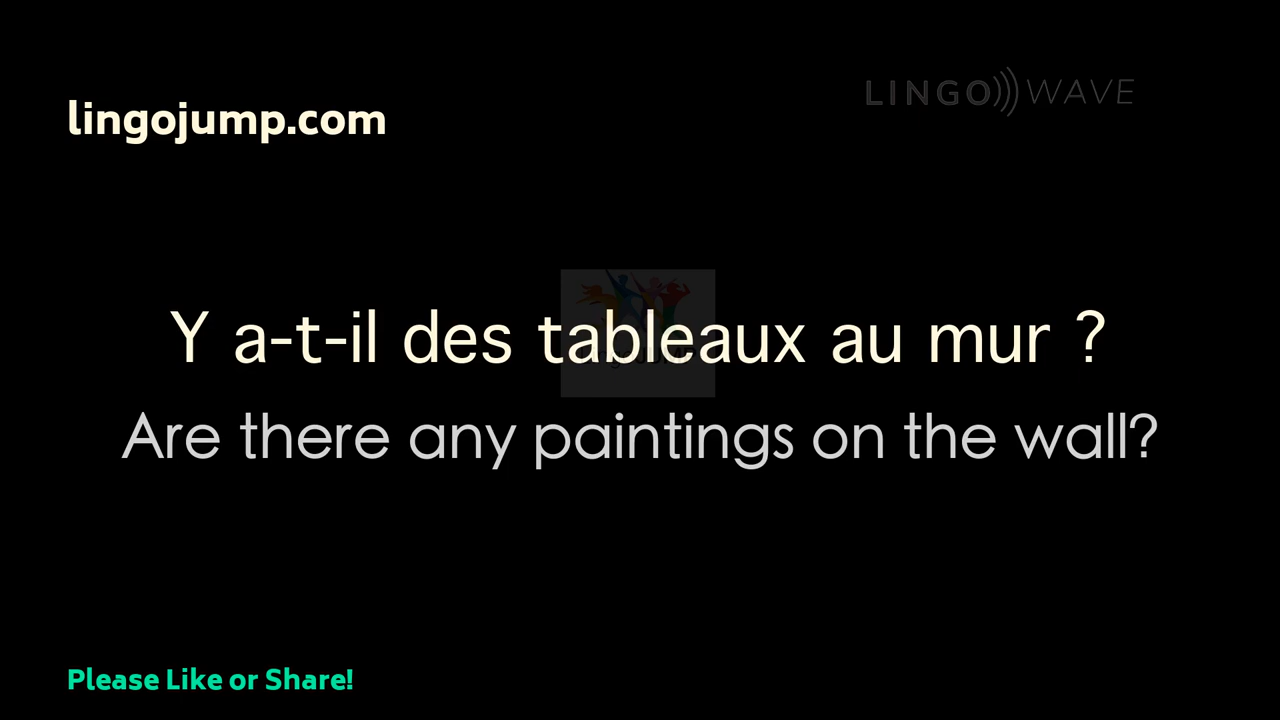 lingojump.com
LINGO WAVE
Y a-t-il des tableaux au mur ?
Are there any paintings on the wall?
Please Like or Share!